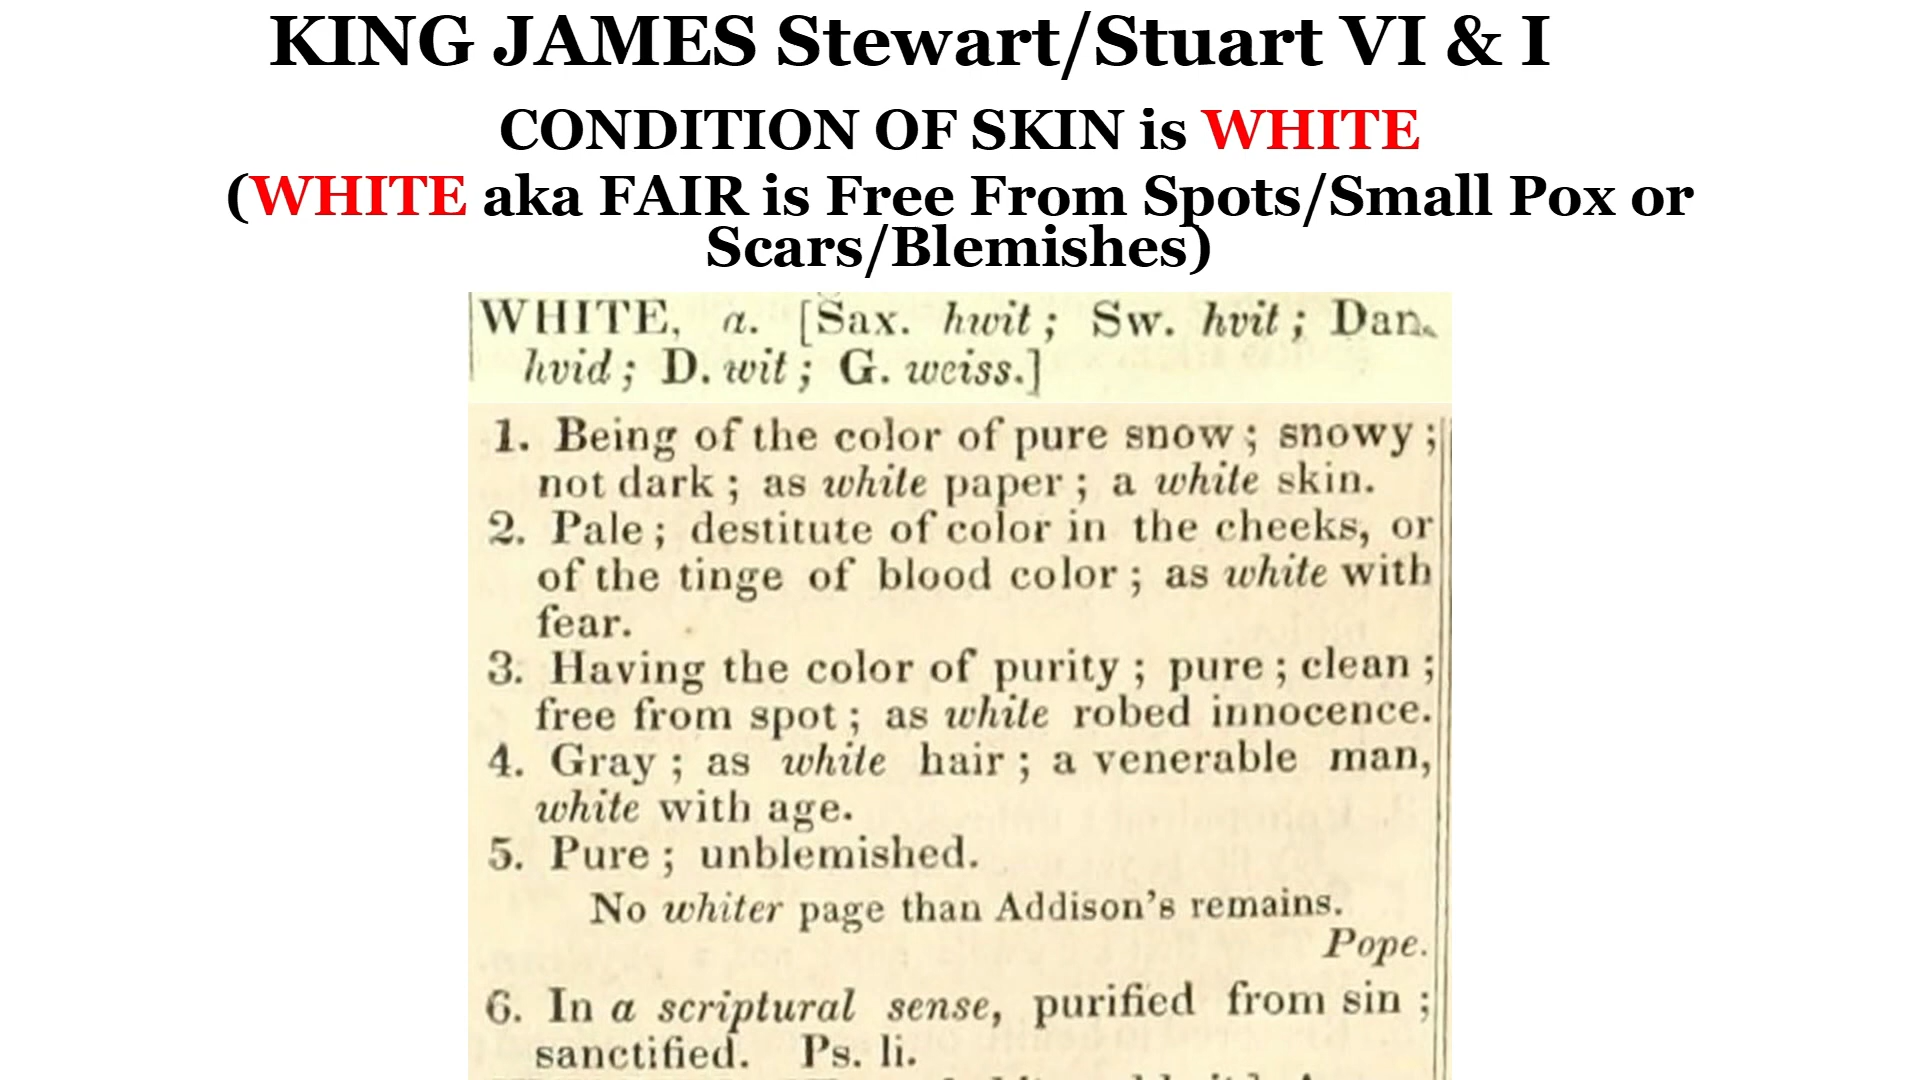 KING JAMES Stewart/Stuart VI & I
CONDITION OF SKIN is WHITE
(WHITE aka FAIR is Free From Spots/Small Pox or
Scars/Blemishes)
WHITE, a. [Sax. hwit; Sw. hvit; Dan.
hvid; D. wit; G. weiss.]
1. Being of the color of pure snow; snowy;
not dark; as white paper; a white skin.
2. Pale; destitute of color in the cheeks, or
of the tinge of blood color; as white with
fear.
3. Having the color of purity; pure; clean;
free from spot; as white robed innocence.
4. Gray; as white hair; a venerable man,
white with age.
5. Pure; unblemished.
No whiter page than Addison's remains.
Pope.
6. In a scriptural sense, purified from sin;
sanctified. Ps. li.